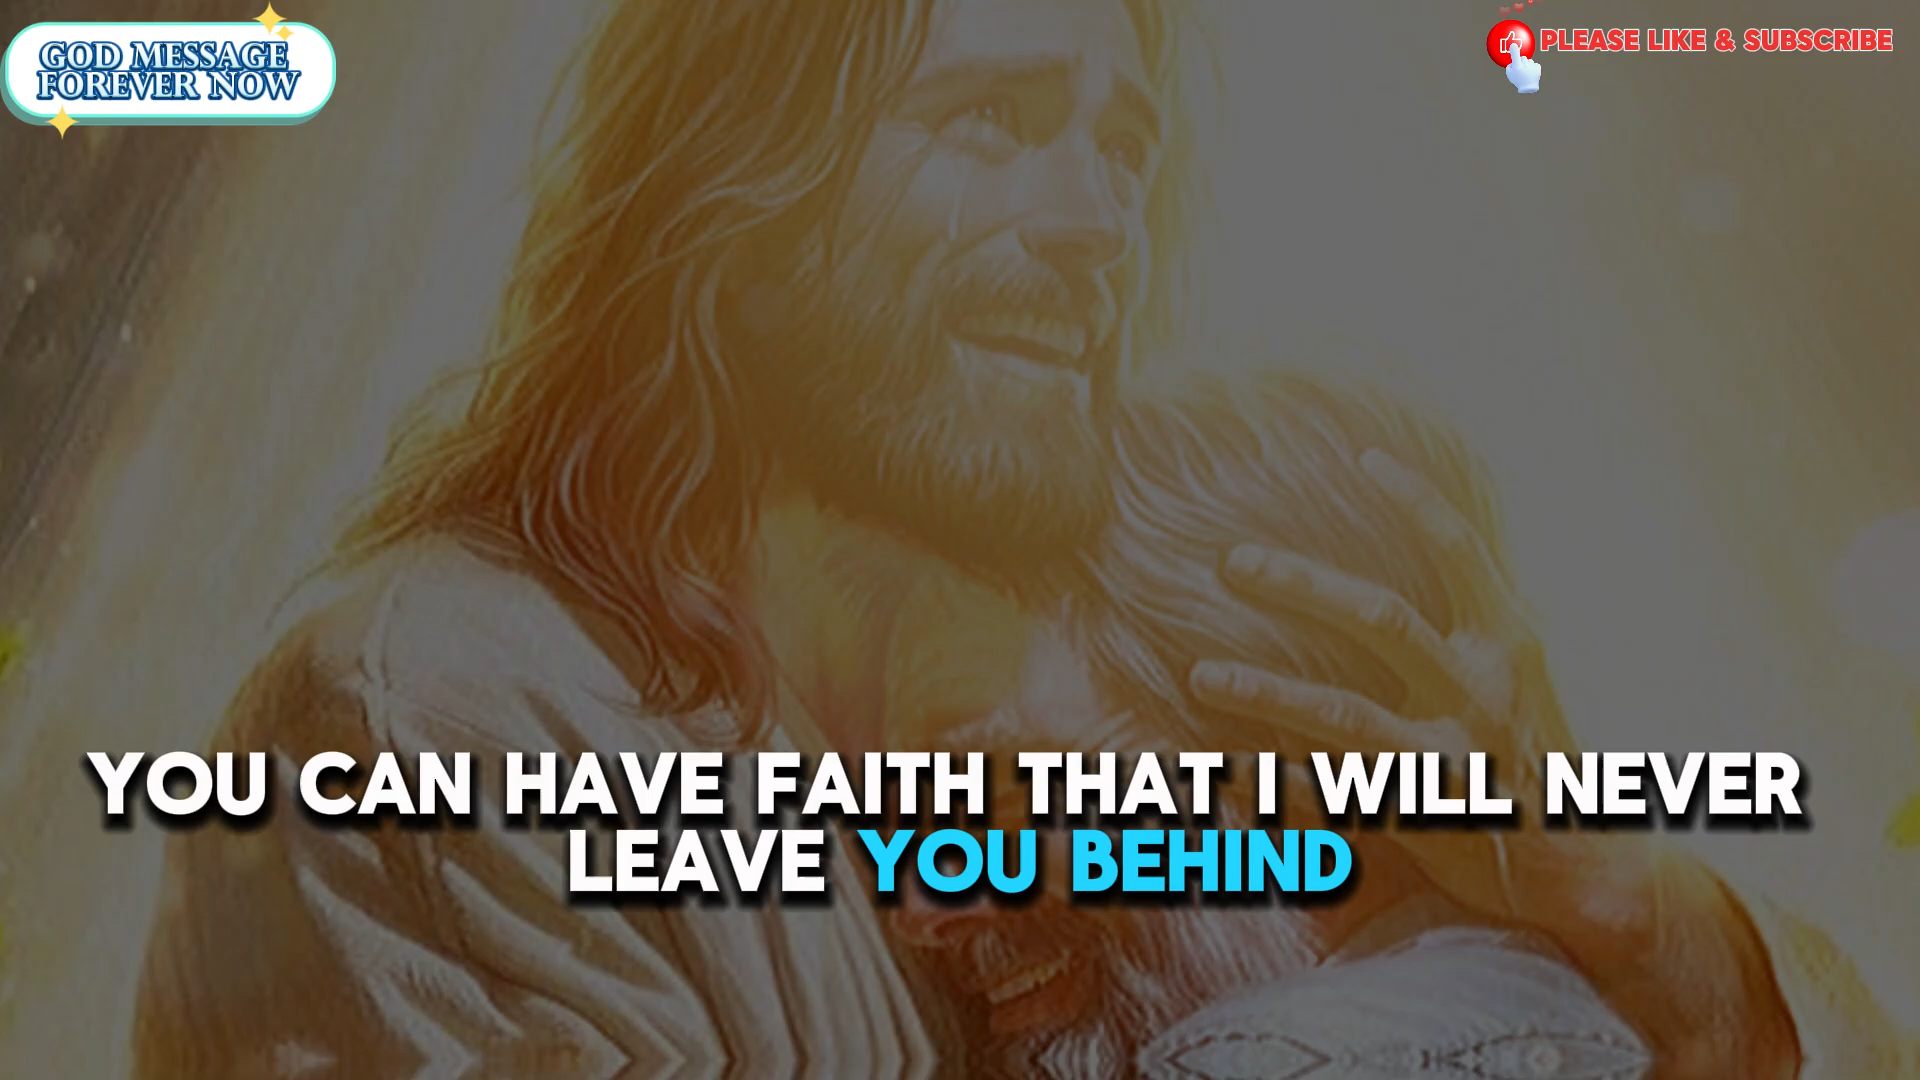 GOD MESSAGE
FOREVER NOW
PLEASE LIKE & SUBSCRIBE
YOU CAN HAVE FAITH THAT I WILL NEVER
LEAVE YOU BEHIND